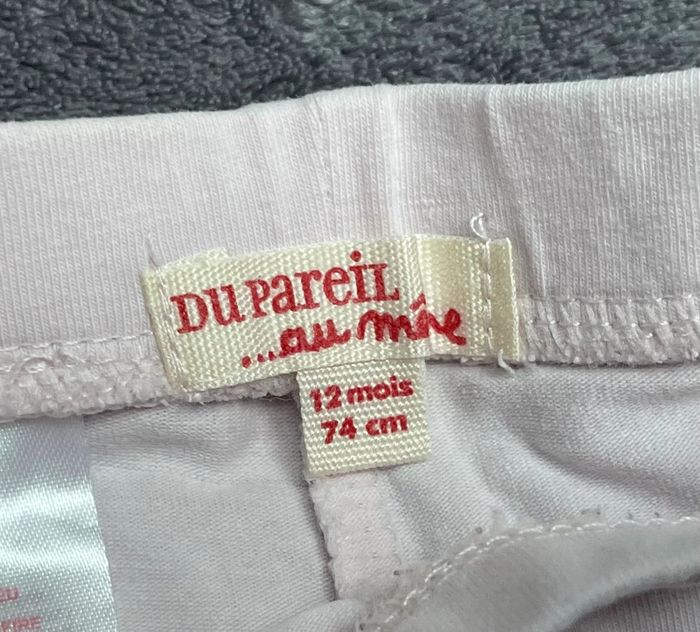 DU PAREIL
...au même
12 mois
74 cm